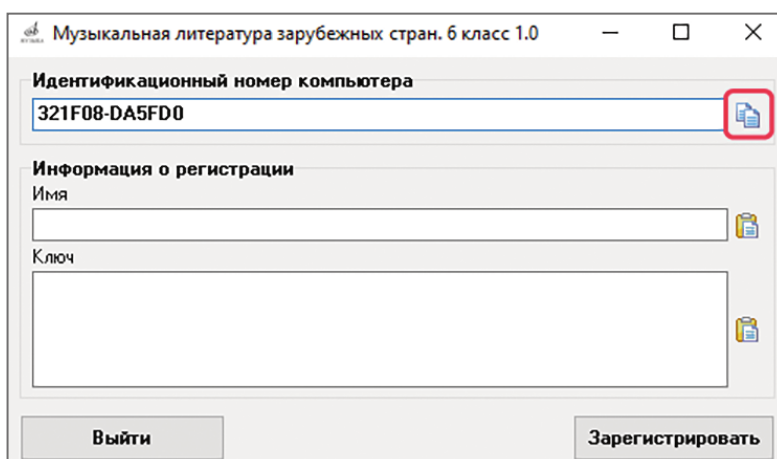 Музыкальная литература зарубежных стран. 6 класс 1.0
Идентификационный номер компьютера
321F08-DA5FD0
Информация о регистрации
Имя
Ключ
Выйти
Зарегистрировать